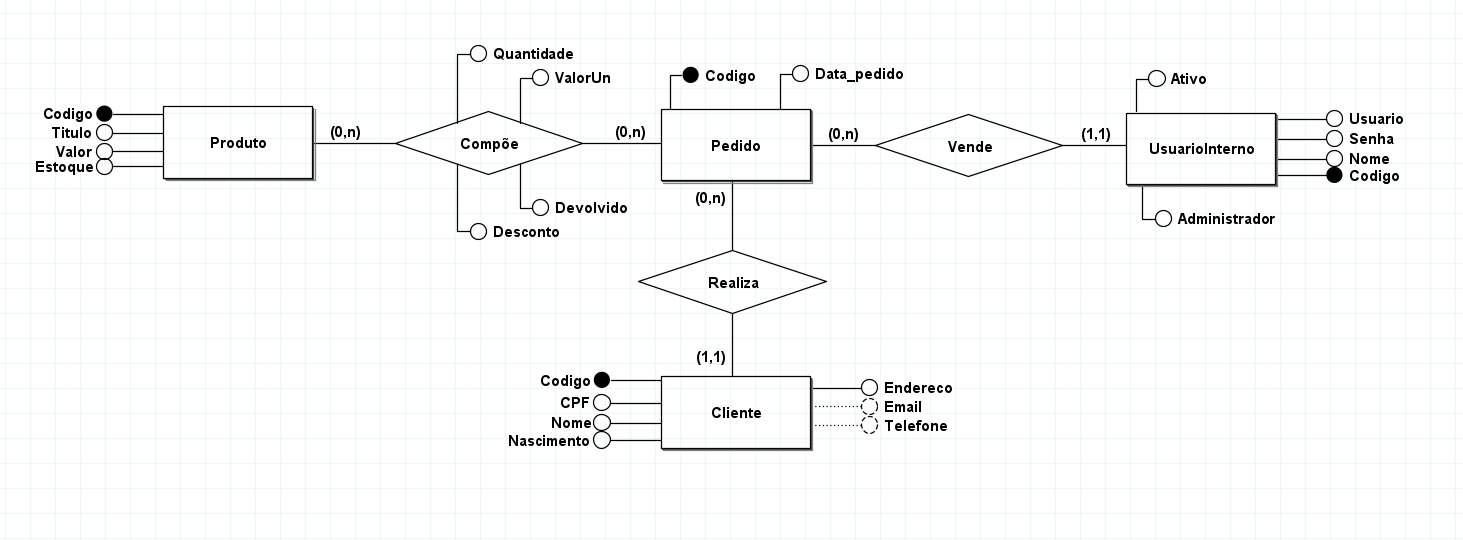 Quantidade
ValorUn
Codigo
Data_pedido
Ativo
Codigo
Titulo
Valor
Estoque
Produto
(0,n)
Compõe
(0,n)
Pedido
(0,n)
Vende
(1,1)
UsuarioInterno
Usuario
Senha
Nome
Codigo
Devolvido
Desconto
(0,n)
Administrador
Realiza
(1,1)
Codigo
CPF
Nome
Nascimento
Cliente
Endereco
Email
Telefone